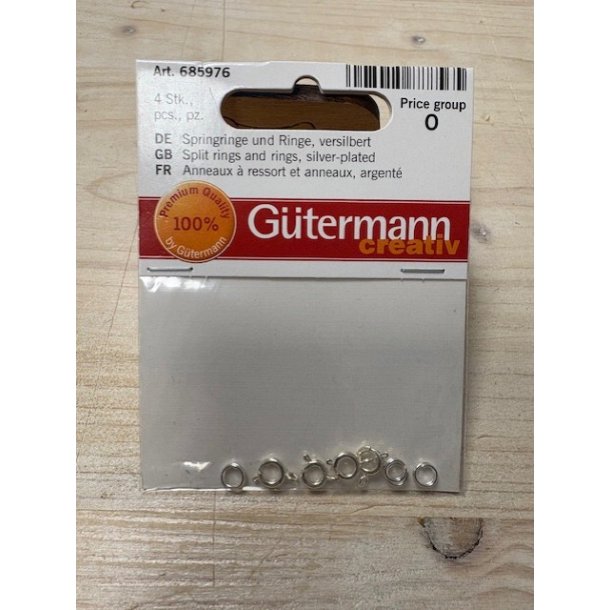 Art. 685976
4 Stk.,
pcs., pz.
Price group
0
DE Springringe und Ringe, versilbert
GB Split rings and rings, silver-plated
FR Anneaux à ressort et anneaux, argenté
Premium Quality
100%
by Gütermann
Gütermann
creativ